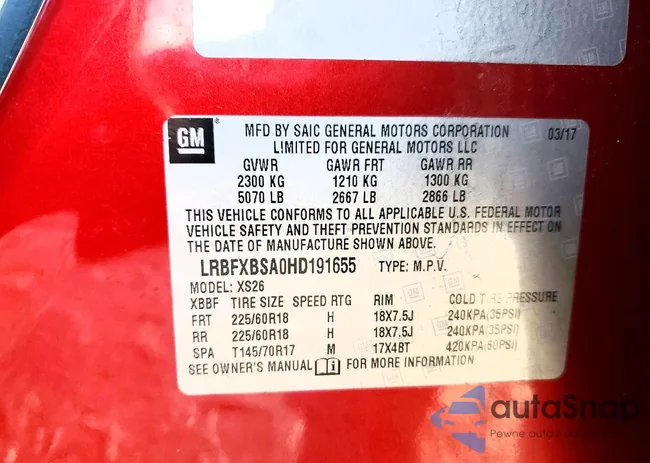 GM
MFD BY SAIC GENERAL MOTORS CORPORATION 03/17
LIMITED FOR GENERAL MOTORS LLC
GVWR GAWR FRT GAWR RR
2300 KG 1210 KG 1300 KG
5070 LB 2667 LB 2866 LB
THIS VEHICLE CONFORMS TO ALL APPLICABLE U.S. FEDERAL MOTOR
VEHICLE SAFETY AND THEFT PREVENTION STANDARDS IN EFFECT ON
THE DATE OF MANUFACTURE SHOWN ABOVE.
LRBFXBSA0HD191655 TYPE: M.P.V.
MODEL: XS26
XBBF TIRE SIZE SPEED RTG RIM COLD TIRE PRESSURE
FRT 225/60R18 H 18X7.5J 240KPA(35PSI)
RR 225/60R18 H 18X7.5J 240KPA(35PSI)
SPA T145/70R17 M 17X4BT 420KPA(60PSI)
SEE OWNER'S MANUAL FOR MORE INFORMATION
autoSnap